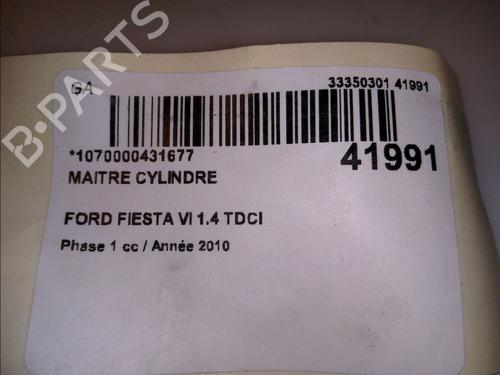 GA 33350301 41991
*1070000431677 41991
MAITRE CYLINDRE
FORD FIESTA VI 1.4 TDCI
Phase 1 cc / Année 2010
B-PARTS